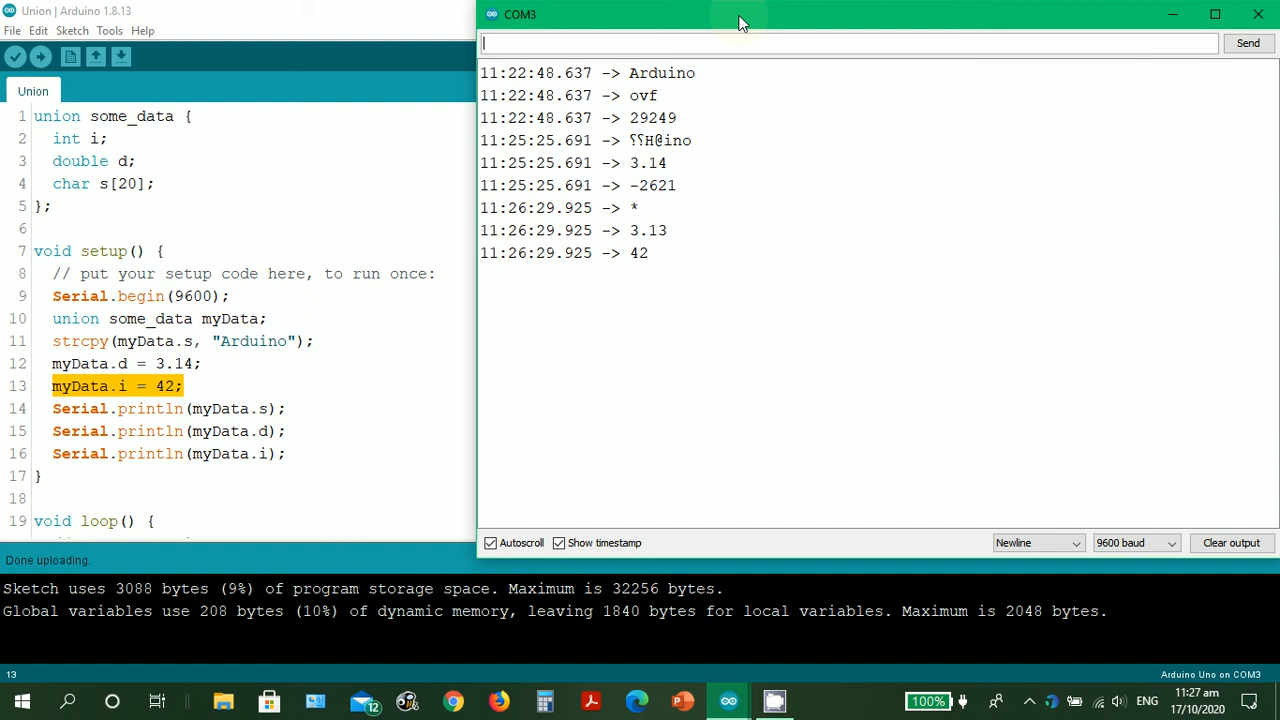 Union | Arduino 1.8.13
File Edit Sketch Tools Help
Union
1 union some_data {
2 int i;
3 double d;
4 char s[20];
5 };
6
7 void setup() {
8 // put your setup code here, to run once:
9 Serial.begin(9600);
10 union some_data myData;
11 strcpy(myData.s, "Arduino");
12 myData.d = 3.14;
13 myData.i = 42;
14 Serial.println(myData.s);
15 Serial.println(myData.d);
16 Serial.println(myData.i);
17 }
18
19 void loop() {
COM3
Send
11:22:48.637 -> Arduino
11:22:48.637 -> ovf
11:22:48.637 -> 29249
11:25:25.691 -> ⸮⸮H@ino
11:25:25.691 -> 3.14
11:25:25.691 -> -2621
11:26:29.925 -> *
11:26:29.925 -> 3.13
11:26:29.925 -> 42
Autoscroll Show timestamp Newline 9600 baud Clear output
Done uploading.
Sketch uses 3088 bytes (9%) of program storage space. Maximum is 32256 bytes.
Global variables use 208 bytes (10%) of dynamic memory, leaving 1840 bytes for local variables. Maximum is 2048 bytes.
13 Arduino Uno on COM3
12 100% ENG 11:27 am
17/10/2020